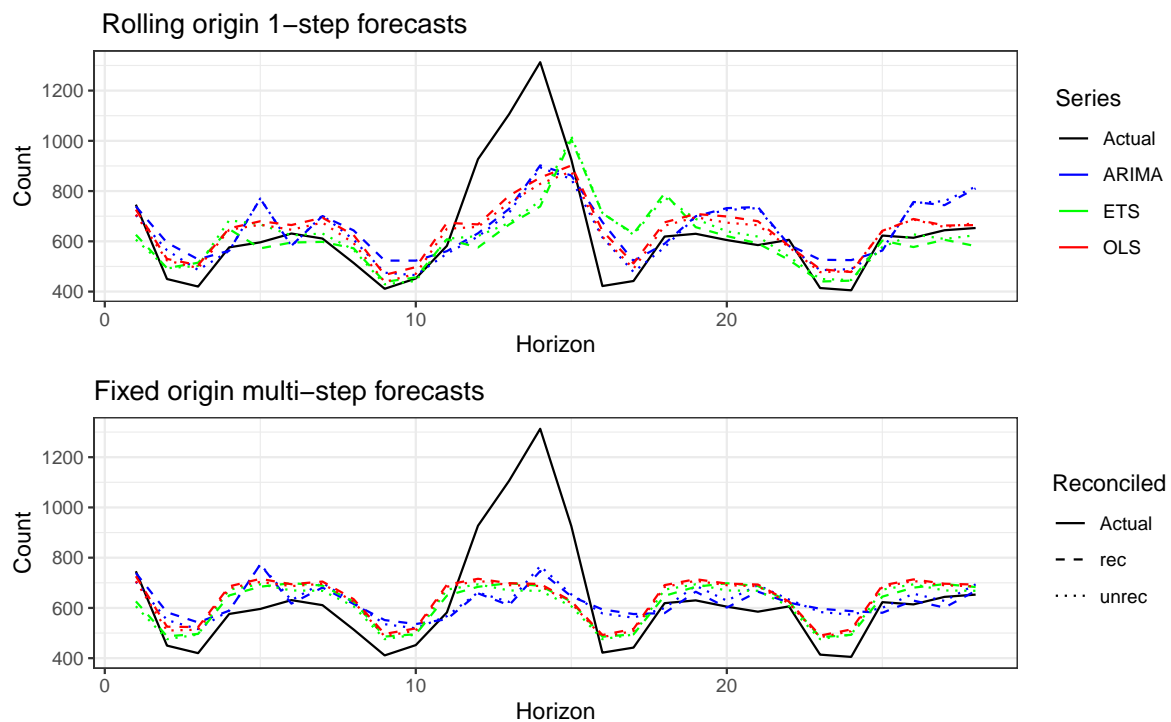 Rolling origin 1−step forecasts
1200
1000
800
600
400
Count
0
10
20
Horizon
Series
Actual
ARIMA
ETS
OLS
Fixed origin multi−step forecasts
1200
1000
800
600
400
Count
0
10
20
Horizon
Reconciled
Actual
rec
unrec